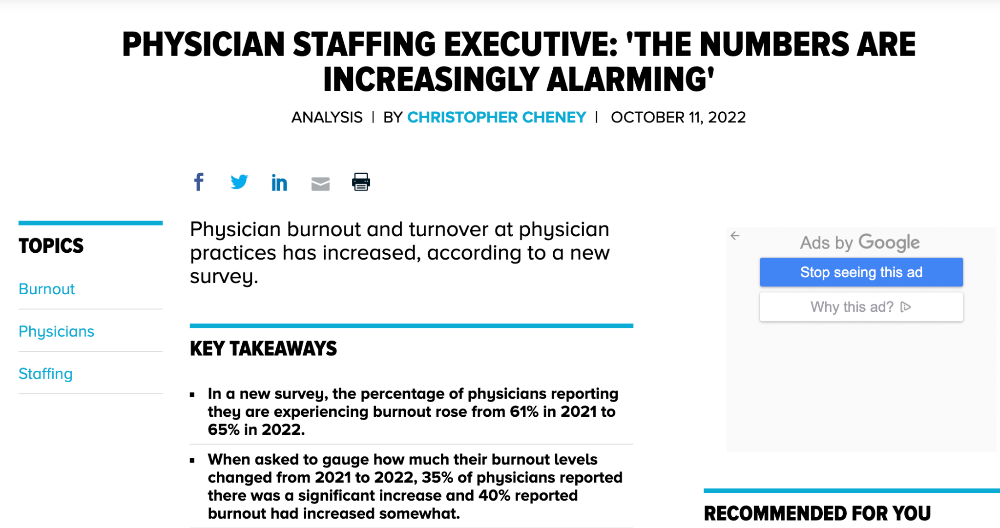 PHYSICIAN STAFFING EXECUTIVE: 'THE NUMBERS ARE
INCREASINGLY ALARMING'
ANALYSIS | BY CHRISTOPHER CHENEY | OCTOBER 11, 2022
TOPICS
Burnout
Physicians
Staffing
Physician burnout and turnover at physician
practices has increased, according to a new
survey.
KEY TAKEAWAYS
▪ In a new survey, the percentage of physicians reporting
they are experiencing burnout rose from 61% in 2021 to
65% in 2022.
▪ When asked to gauge how much their burnout levels
changed from 2021 to 2022, 35% of physicians reported
there was a significant increase and 40% reported
burnout had increased somewhat.
Ads by Google
Stop seeing this ad
Why this ad?
RECOMMENDED FOR YOU